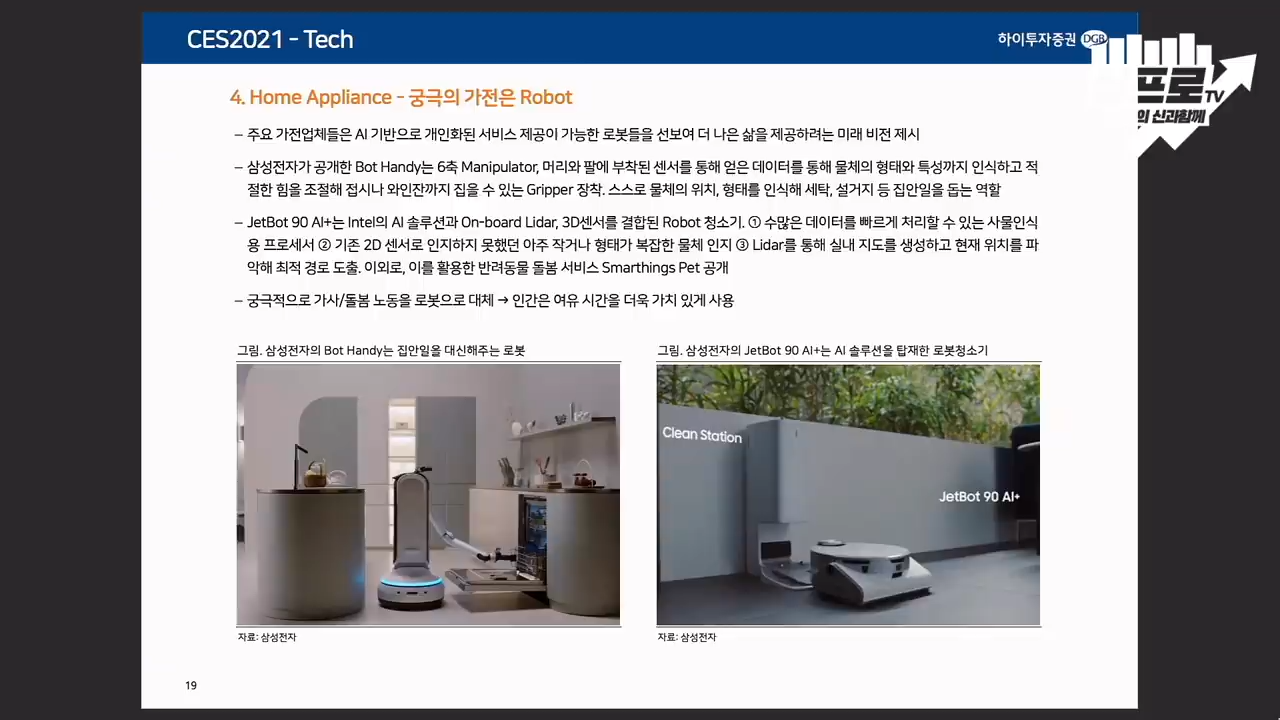 CES2021 - Tech
하이투자증권 DGB
프로TV
의 신과함께
4. Home Appliance - 궁극의 가전은 Robot
– 주요 가전업체들은 AI 기반으로 개인화된 서비스 제공이 가능한 로봇들을 선보여 더 나은 삶을 제공하려는 미래 비전 제시
– 삼성전자가 공개한 Bot Handy는 6축 Manipulator, 머리와 팔에 부착된 센서를 통해 얻은 데이터를 통해 물체의 형태와 특성까지 인식하고 적
절한 힘을 조절해 접시나 와인잔까지 집을 수 있는 Gripper 장착. 스스로 물체의 위치, 형태를 인식해 세탁, 설거지 등 집안일을 돕는 역할
– JetBot 90 AI+는 Intel의 AI 솔루션과 On-board Lidar, 3D센서를 결합된 Robot 청소기. ① 수많은 데이터를 빠르게 처리할 수 있는 사물인식
용 프로세서 ② 기존 2D 센서로 인지하지 못했던 아주 작거나 형태가 복잡한 물체 인지 ③ Lidar를 통해 실내 지도를 생성하고 현재 위치를 파
악해 최적 경로 도출. 이외로, 이를 활용한 반려동물 돌봄 서비스 Smarthings Pet 공개
– 궁극적으로 가사/돌봄 노동을 로봇으로 대체 → 인간은 여유 시간을 더욱 가치 있게 사용
그림. 삼성전자의 Bot Handy는 집안일을 대신해주는 로봇
그림. 삼성전자의 JetBot 90 AI+는 AI 솔루션을 탑재한 로봇청소기
Clean Station
JetBot 90 AI+
자료: 삼성전자
자료: 삼성전자
19